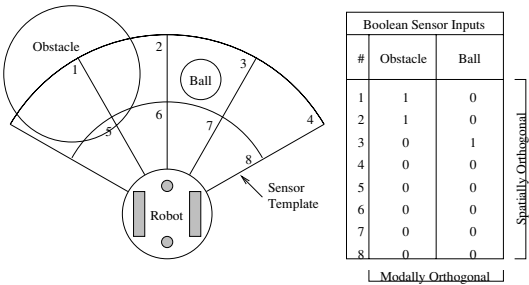 Obstacle
1
2
3
4
Ball
5
6
7
8
Robot
Sensor
Template
Boolean Sensor Inputs
# Obstacle Ball
1 1 0
2 1 0
3 0 1
4 0 0
5 0 0
6 0 0
7 0 0
8 0 0
Spatially Orthogonal
Modally Orthogonal